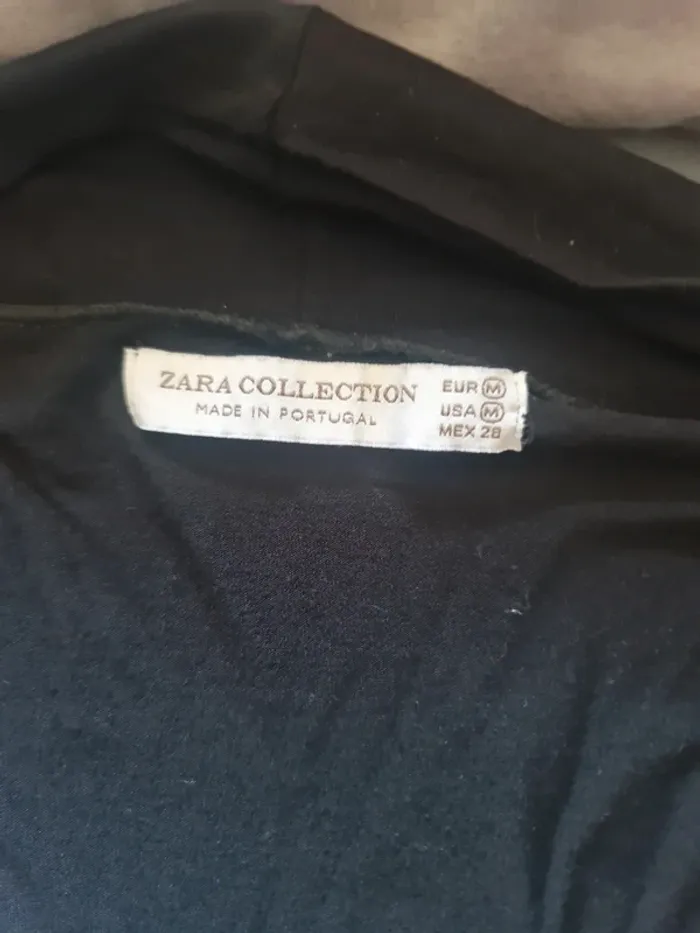 ZARA COLLECTION
MADE IN PORTUGAL
EUR M
USA M
MEX 28